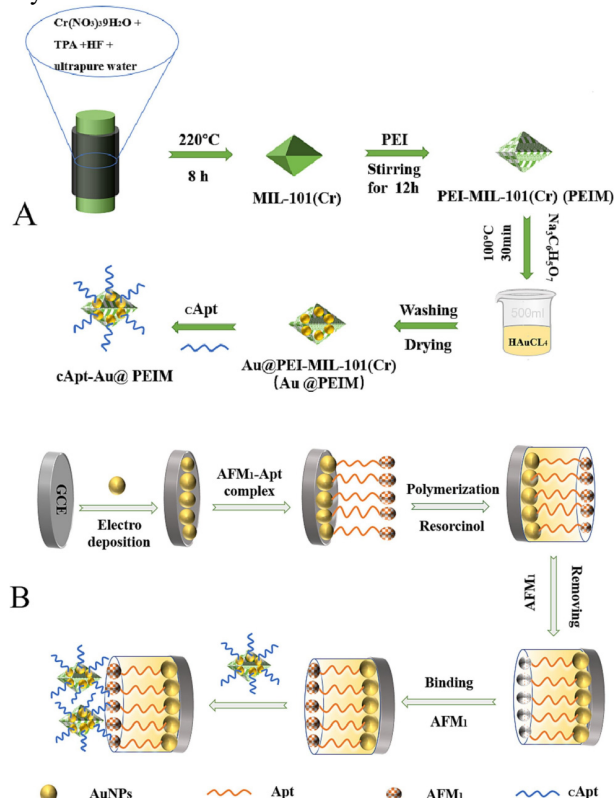 Cr(NO₃)₃9H₂O +
TPA +HF +
ultrapure water
220°C
8 h
MIL-101(Cr)
PEI
Stirring
for 12h
PEI-MIL-101(Cr) (PEIM)
A
Na₃C₆H₅O₇
100°C
30min
500ml
HAuCL₄
Washing
Drying
Au@PEI-MIL-101(Cr)
(Au @PEIM)
cApt
cApt-Au@ PEIM
GCE
Electro
deposition
AFM₁-Apt
complex
Polymerization
Resorcinol
Removing
AFM₁
B
Binding
AFM₁
AuNPs
Apt
AFM₁
cApt